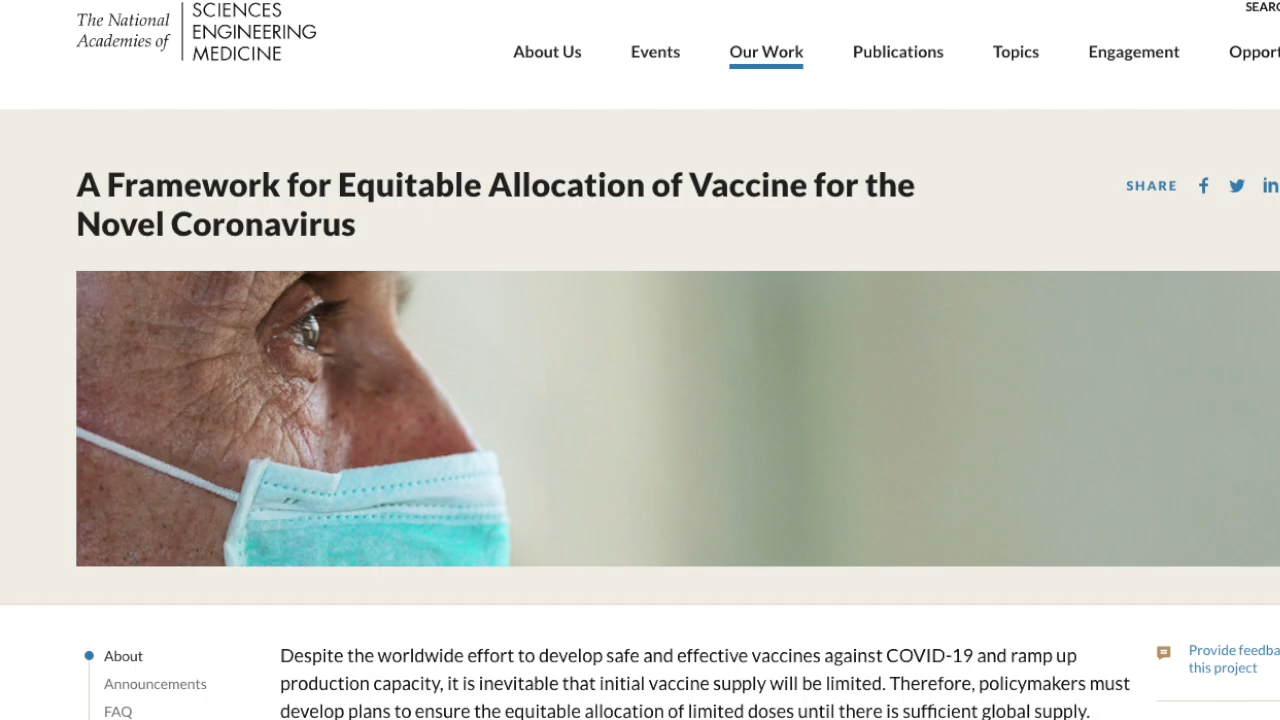 The National
Academies of
SCIENCES
ENGINEERING
MEDICINE
About Us
Events
Our Work
Publications
Topics
Engagement
A Framework for Equitable Allocation of Vaccine for the
Novel Coronavirus
SHARE
About
Announcements
FAQ
Despite the worldwide effort to develop safe and effective vaccines against COVID-19 and ramp up
production capacity, it is inevitable that initial vaccine supply will be limited. Therefore, policymakers must
develop plans to ensure the equitable allocation of limited doses until there is sufficient global supply.
Provide
this project